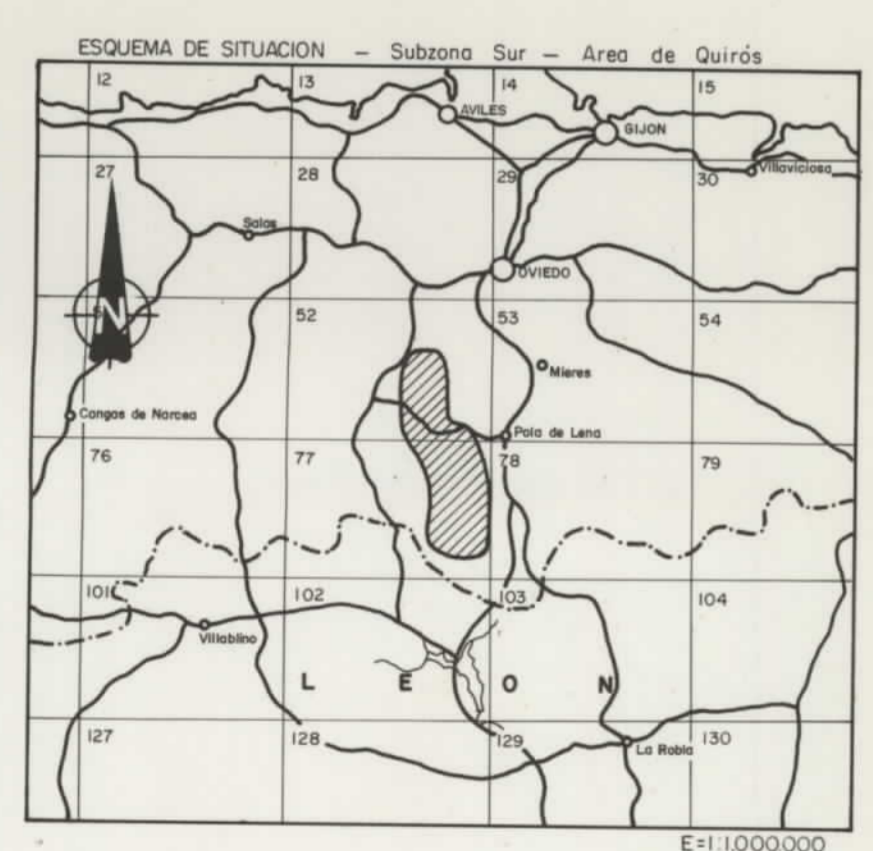 ESQUEMA DE SITUACION - Subzona Sur - Area de Quirós
12 13 14 15
AVILES
GIJON
27 28 29 30
Villaviciosa
Salas
OVIEDO
N
52 53 54
Mieres
Cangas de Narcea
Pola de Lena
76 77 78 79
101 102 103 104
Villablino
L E O N
127 128 129 130
La Robla
E=1:1.000.000